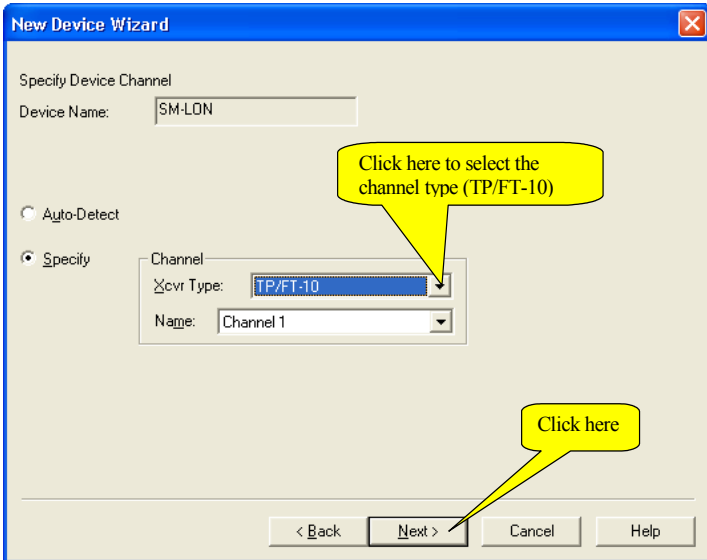 New Device Wizard
Specify Device Channel
Device Name: SM-LON
Click here to select the
channel type (TP/FT-10)
Auto-Detect
Specify
Channel
Xcvr Type: TP/FT-10
Name: Channel 1
Click here
< Back Next > Cancel Help